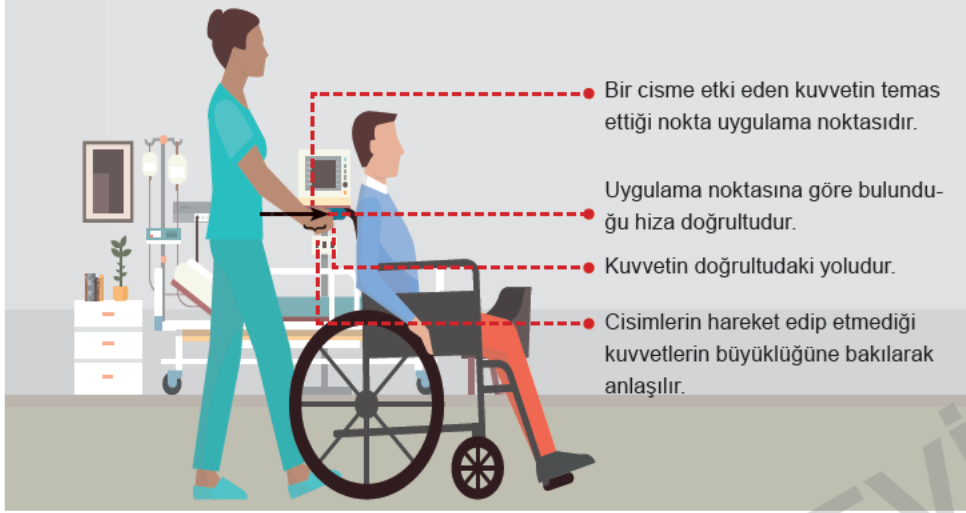 Bir cisme etki eden kuvvetin temas
ettiği nokta uygulama noktasıdır.
Uygulama noktasına göre bulundu-
ğu hiza doğrultudur.
Kuvvetin doğrultudaki yoludur.
Cisimlerin hareket edip etmediği
kuvvetlerin büyüklüğüne bakılarak
anlaşılır.